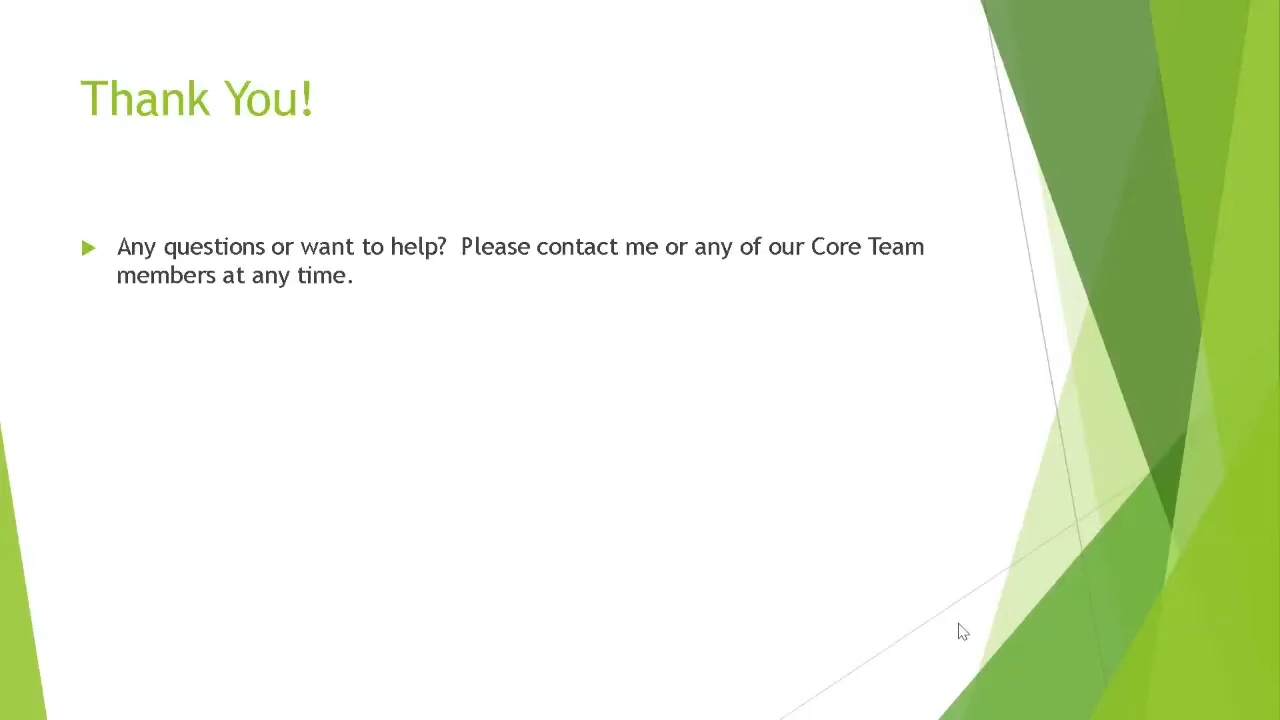 Thank You!
Any questions or want to help?  Please contact me or any of our Core Team
members at any time.